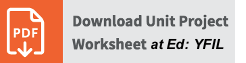 PDF
Download Unit Project
Worksheet at Ed: YFIL